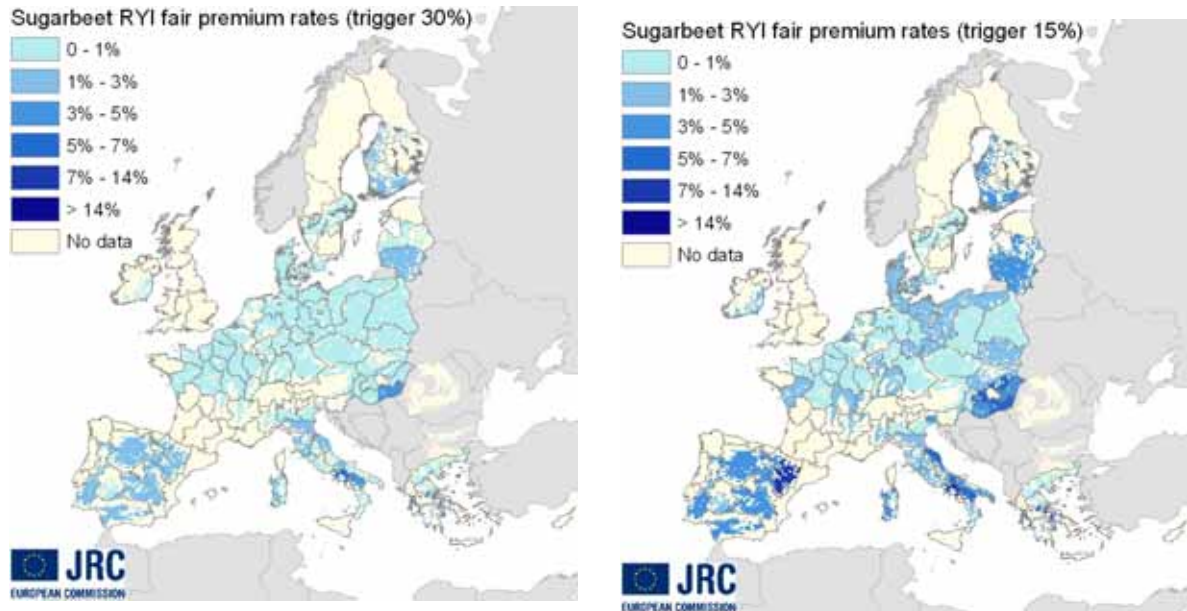 Sugarbeet RYI fair premium rates (trigger 30%)
0 - 1%
1% - 3%
3% - 5%
5% - 7%
7% - 14%
> 14%
No data
JRC
EUROPEAN COMMISSION
Sugarbeet RYI fair premium rates (trigger 15%)
0 - 1%
1% - 3%
3% - 5%
5% - 7%
7% - 14%
> 14%
No data
JRC
EUROPEAN COMMISSION